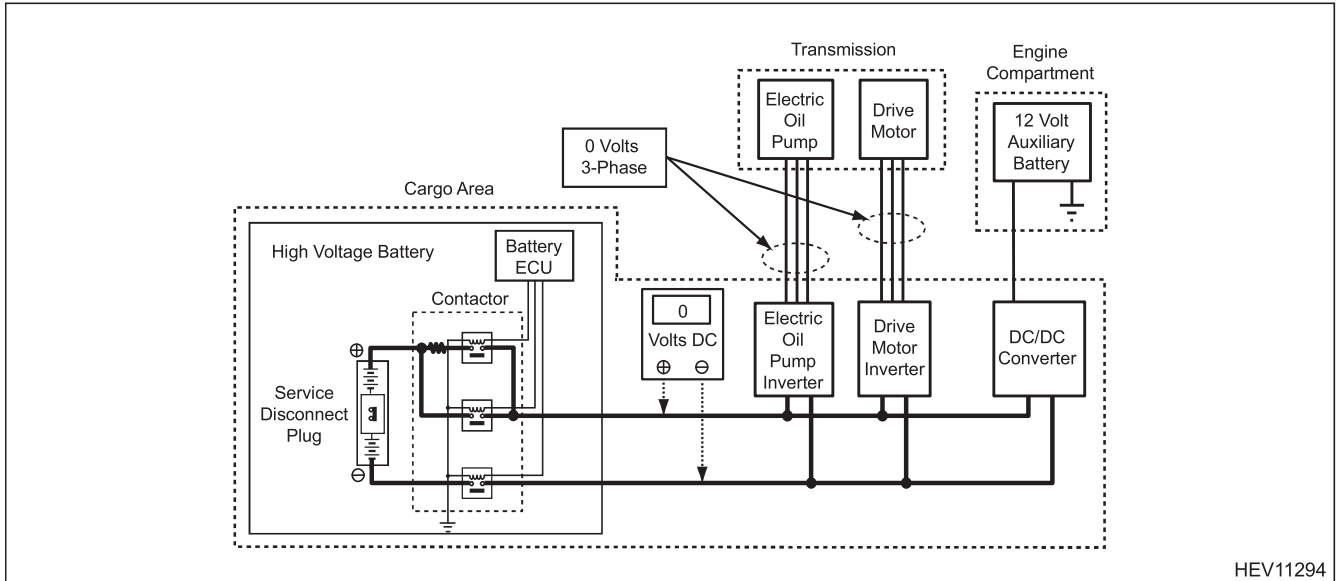 Transmission
Engine
Compartment
Electric
Oil
Pump
Drive
Motor
12 Volt
Auxiliary
Battery
0 Volts
3-Phase
Cargo Area
High Voltage Battery
Battery
ECU
Contactor
⊕
Service
Disconnect
Plug
⊖
0
Volts DC
⊕ ⊖
Electric
Oil
Pump
Inverter
Drive
Motor
Inverter
DC/DC
Converter
HEV11294